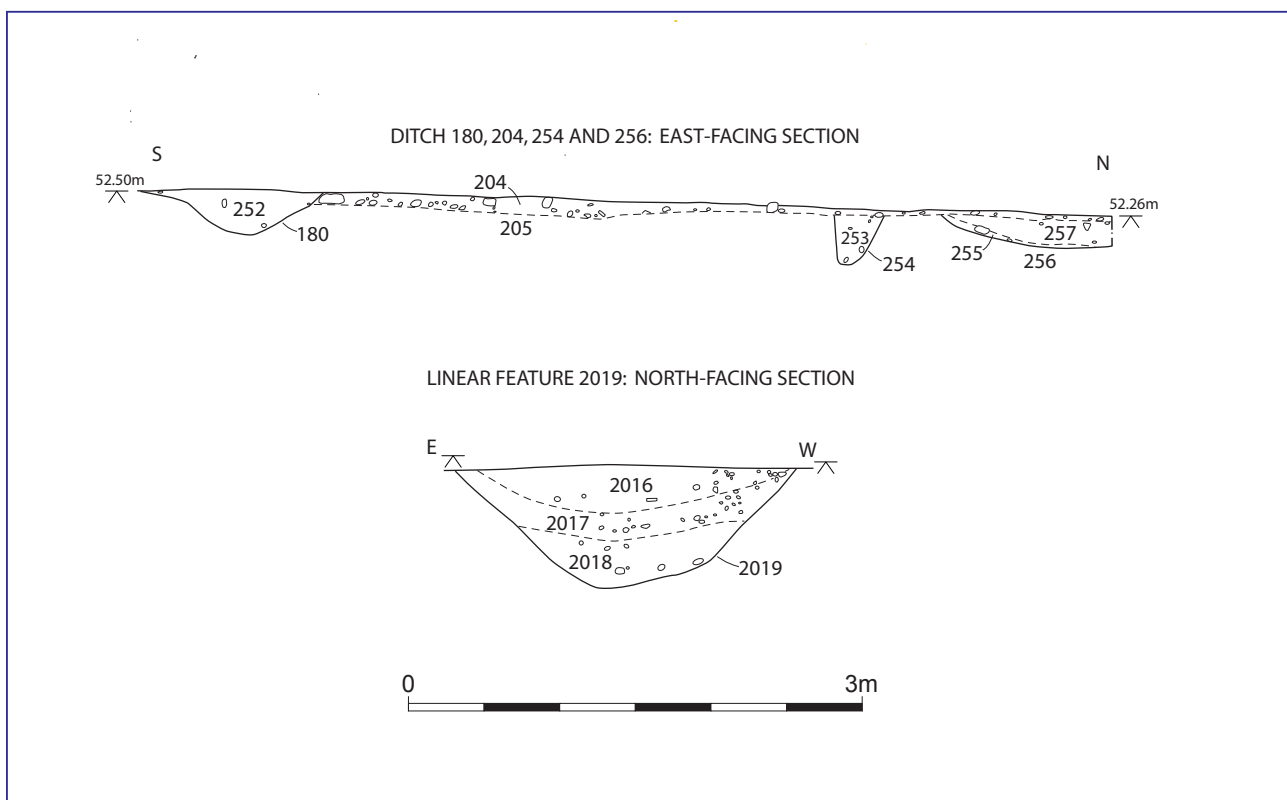 DITCH 180, 204, 254 AND 256: EAST-FACING SECTION
S
N
52.50m
204
52.26m
252
180
205
253
254
257
255
256
LINEAR FEATURE 2019: NORTH-FACING SECTION
E
W
2016
2017
2018
2019
0
3m